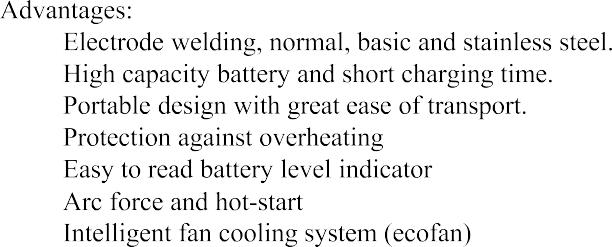 Advantages:
Electrode welding, normal, basic and stainless steel.
High capacity battery and short charging time.
Portable design with great ease of transport.
Protection against overheating
Easy to read battery level indicator
Arc force and hot-start
Intelligent fan cooling system (ecofan)